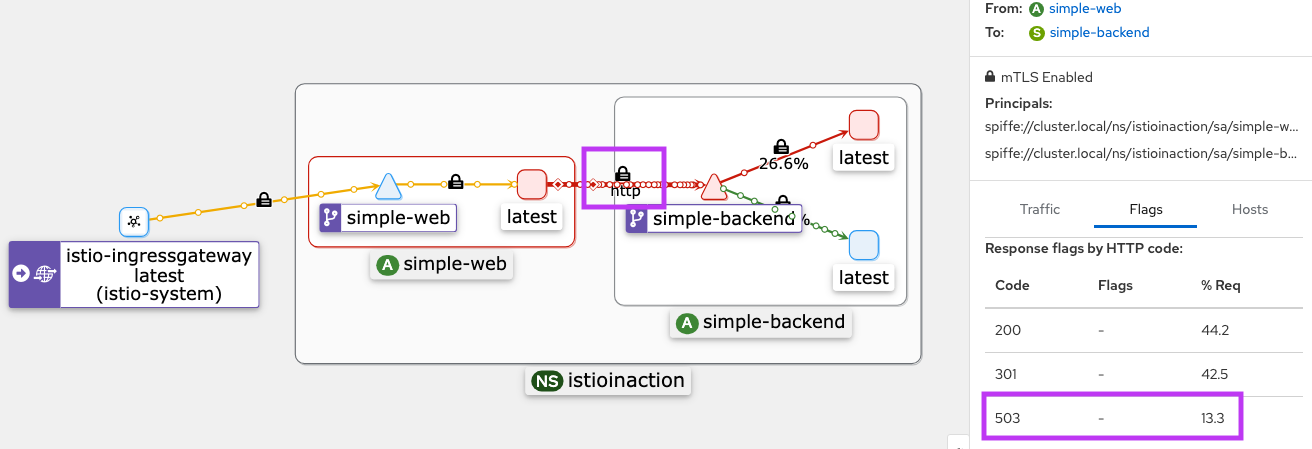 From: A simple-web
To: S simple-backend
mTLS Enabled
Principals:
spiffe://cluster.local/ns/istioinaction/sa/simple-w...
spiffe://cluster.local/ns/istioinaction/sa/simple-b...
Traffic Flags Hosts
Response flags by HTTP code:
Code Flags % Req
200 - 44.2
301 - 42.5
503 - 13.3
istio-ingressgateway
latest
(istio-system)
simple-web
latest
A simple-web
http
26.6%
latest
simple-backend
%.
latest
A simple-backend
NS istioinaction